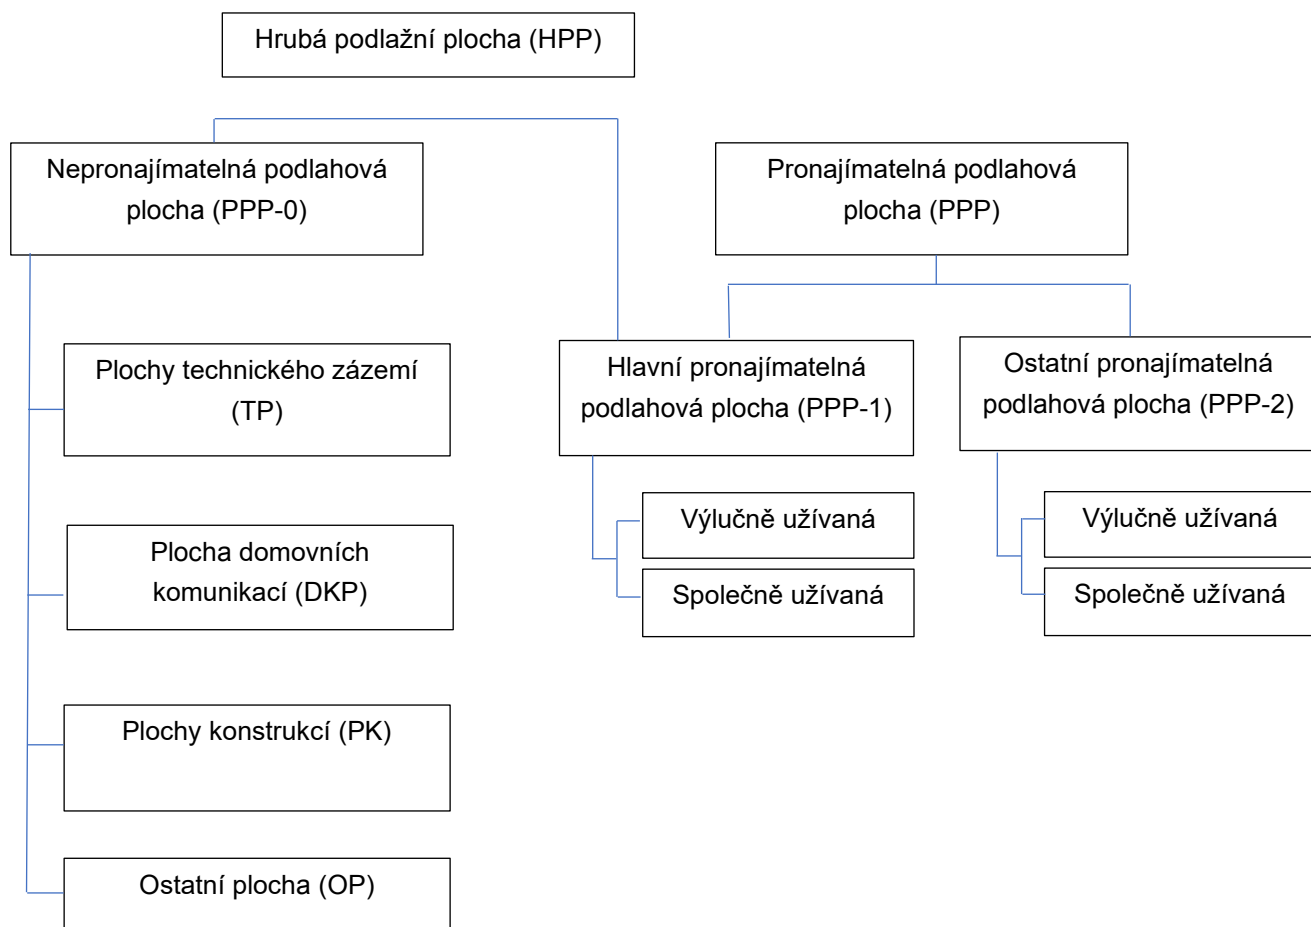 Hrubá podlažní plocha (HPP)
Nepronajímatelná podlahová
plocha (PPP-0)
Pronajímatelná podlahová
plocha (PPP)
Plochy technického zázemí
(TP)
Hlavní pronajímatelná
podlahová plocha (PPP-1)
Ostatní pronajímatelná
podlahová plocha (PPP-2)
Výlučně užívaná
Společně užívaná
Výlučně užívaná
Společně užívaná
Plocha domovních
komunikací (DKP)
Plochy konstrukcí (PK)
Ostatní plocha (OP)